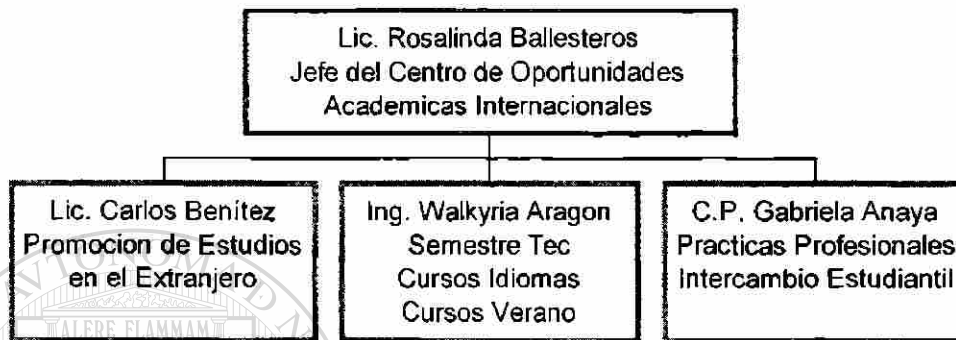 Lic. Rosalinda Ballesteros
Jefe del Centro de Oportunidades
Academicas Internacionales
Lic. Carlos Benítez
Promocion de Estudios
en el Extranjero
Ing. Walkyria Aragon
Semestre Tec
Cursos Idiomas
Cursos Verano
C.P. Gabriela Anaya
Practicas Profesionales
Intercambio Estudiantil
AVTONOMA D
ALERE FLAMMAM